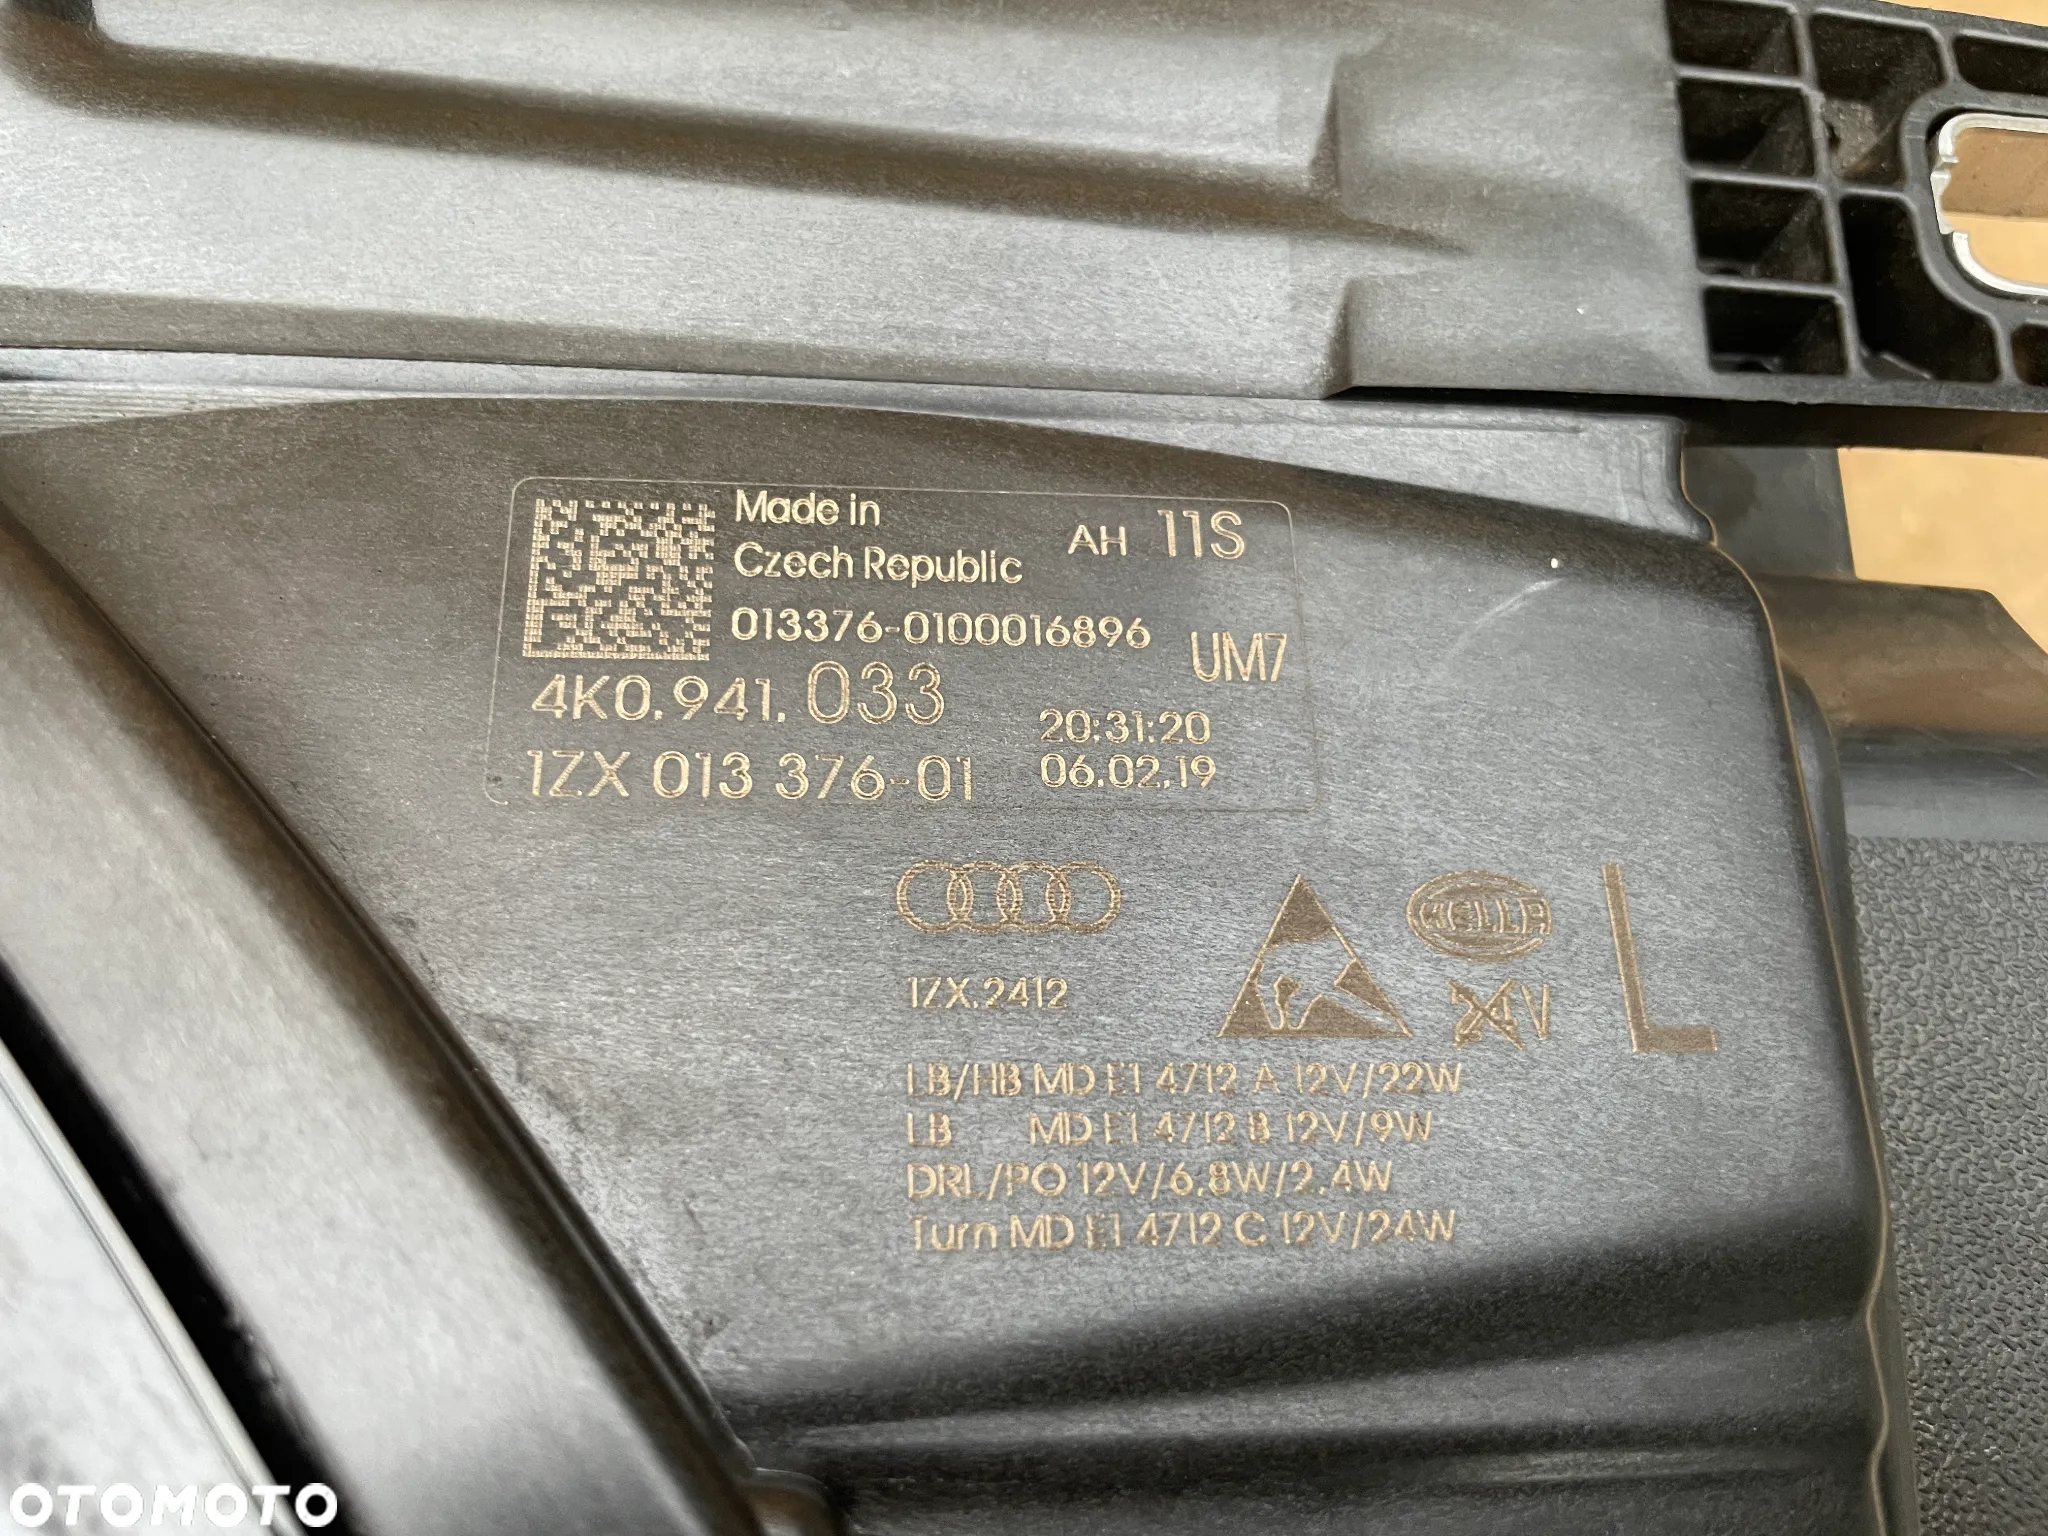 Made in
Czech Republic
AH 11S
013376-0100016896
UM7
4K0.941.033
20:31:20
1ZX 013 376-01
06.02.19
HELLA
L
1ZX.2412
24V
LB/HB MD E1 4712 A 12V/22W
LB MD E1 4712 B 12V/9W
DRL/PO 12V/6.8W/2.4W
Turn MD E1 4712 C 12V/24W
OTOMOTO